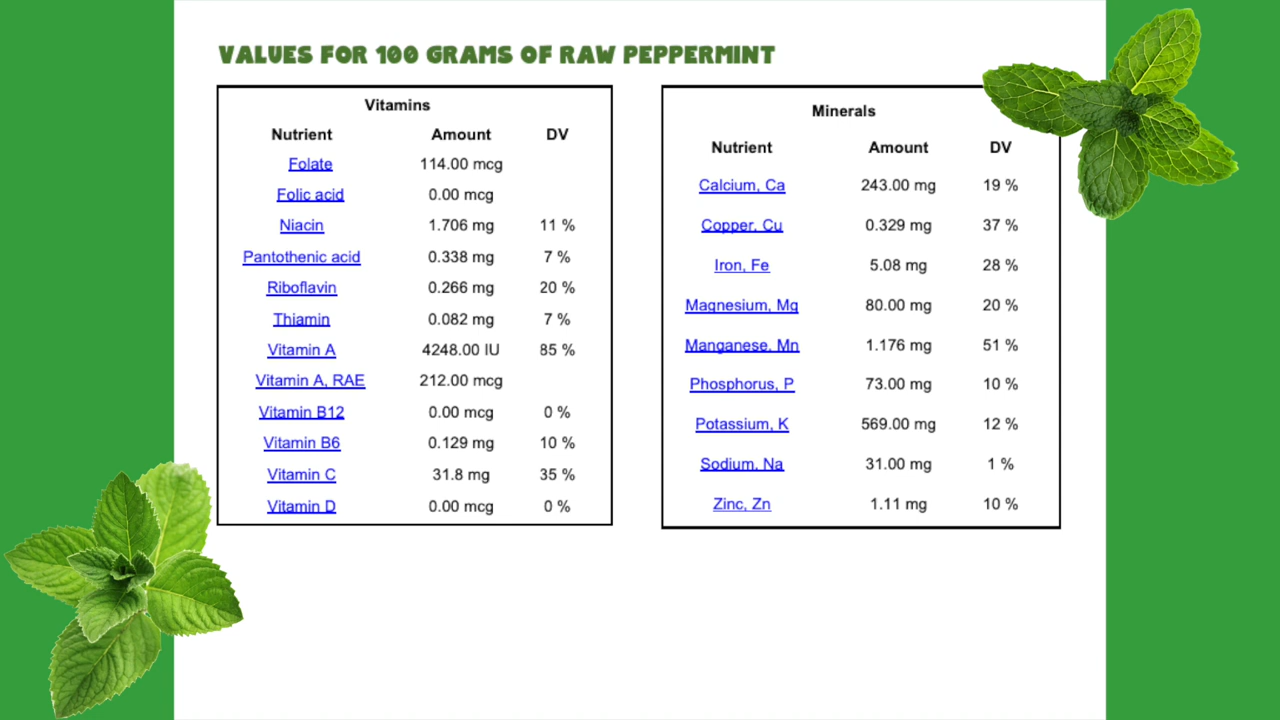 VALUES FOR 100 GRAMS OF RAW PEPPERMINT
Vitamins
Nutrient Amount DV
Folate 114.00 mcg
Folic acid 0.00 mcg
Niacin 1.706 mg 11 %
Pantothenic acid 0.338 mg 7 %
Riboflavin 0.266 mg 20 %
Thiamin 0.082 mg 7 %
Vitamin A 4248.00 IU 85 %
Vitamin A, RAE 212.00 mcg
Vitamin B12 0.00 mcg 0 %
Vitamin B6 0.129 mg 10 %
Vitamin C 31.8 mg 35 %
Vitamin D 0.00 mcg 0 %
Minerals
Nutrient Amount DV
Calcium, Ca 243.00 mg 19 %
Copper, Cu 0.329 mg 37 %
Iron, Fe 5.08 mg 28 %
Magnesium, Mg 80.00 mg 20 %
Manganese, Mn 1.176 mg 51 %
Phosphorus, P 73.00 mg 10 %
Potassium, K 569.00 mg 12 %
Sodium, Na 31.00 mg 1 %
Zinc, Zn 1.11 mg 10 %